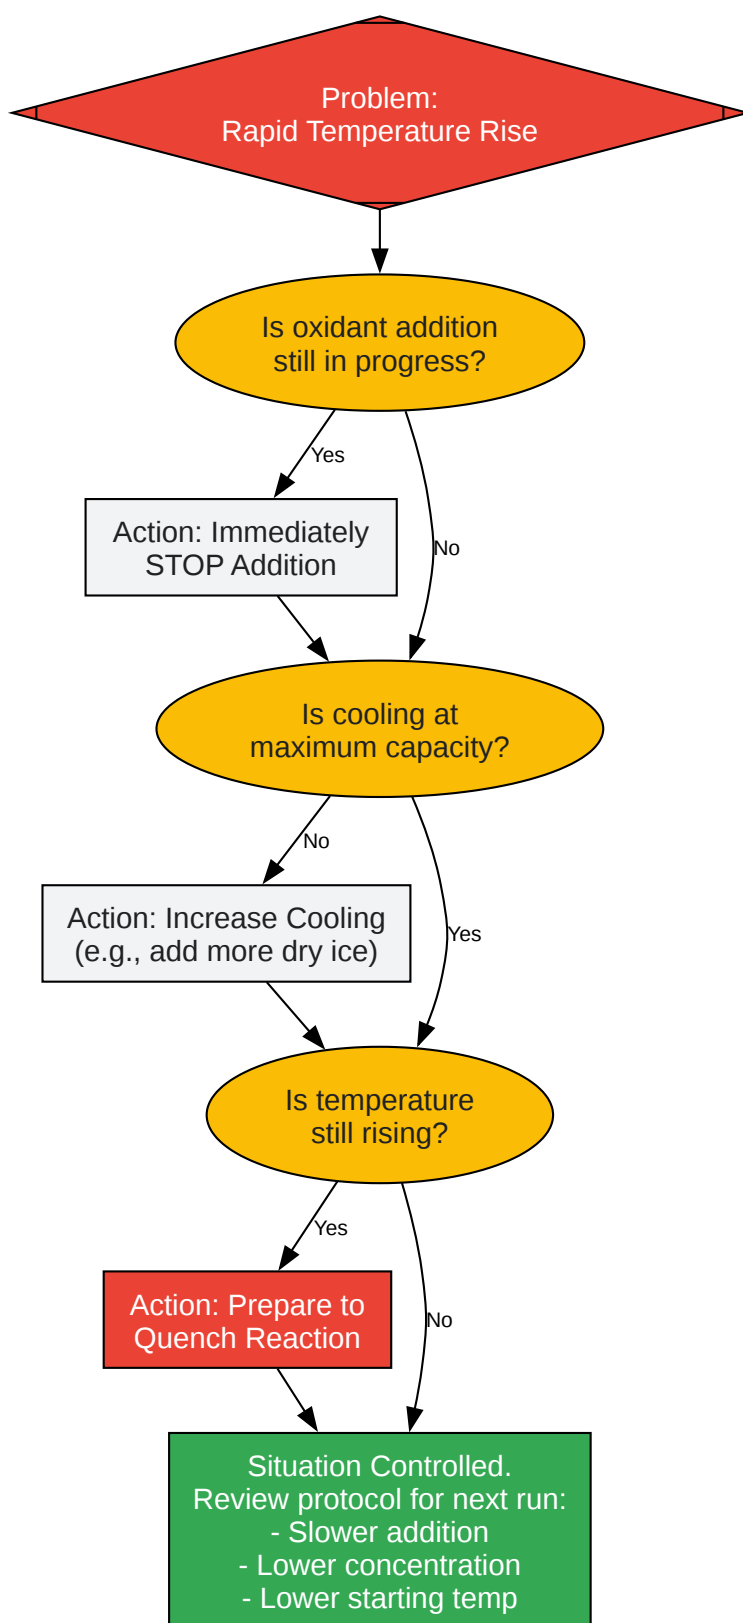 Problem:
Rapid Temperature Rise
Is oxidant addition
still in progress?
Yes
Action: Immediately
STOP Addition
No
Is cooling at
maximum capacity?
No
Action: Increase Cooling
(e.g., add more dry ice)
Yes
Is temperature
still rising?
Yes
Action: Prepare to
Quench Reaction
No
Situation Controlled.
Review protocol for next run:
- Slower addition
- Lower concentration
- Lower starting temp